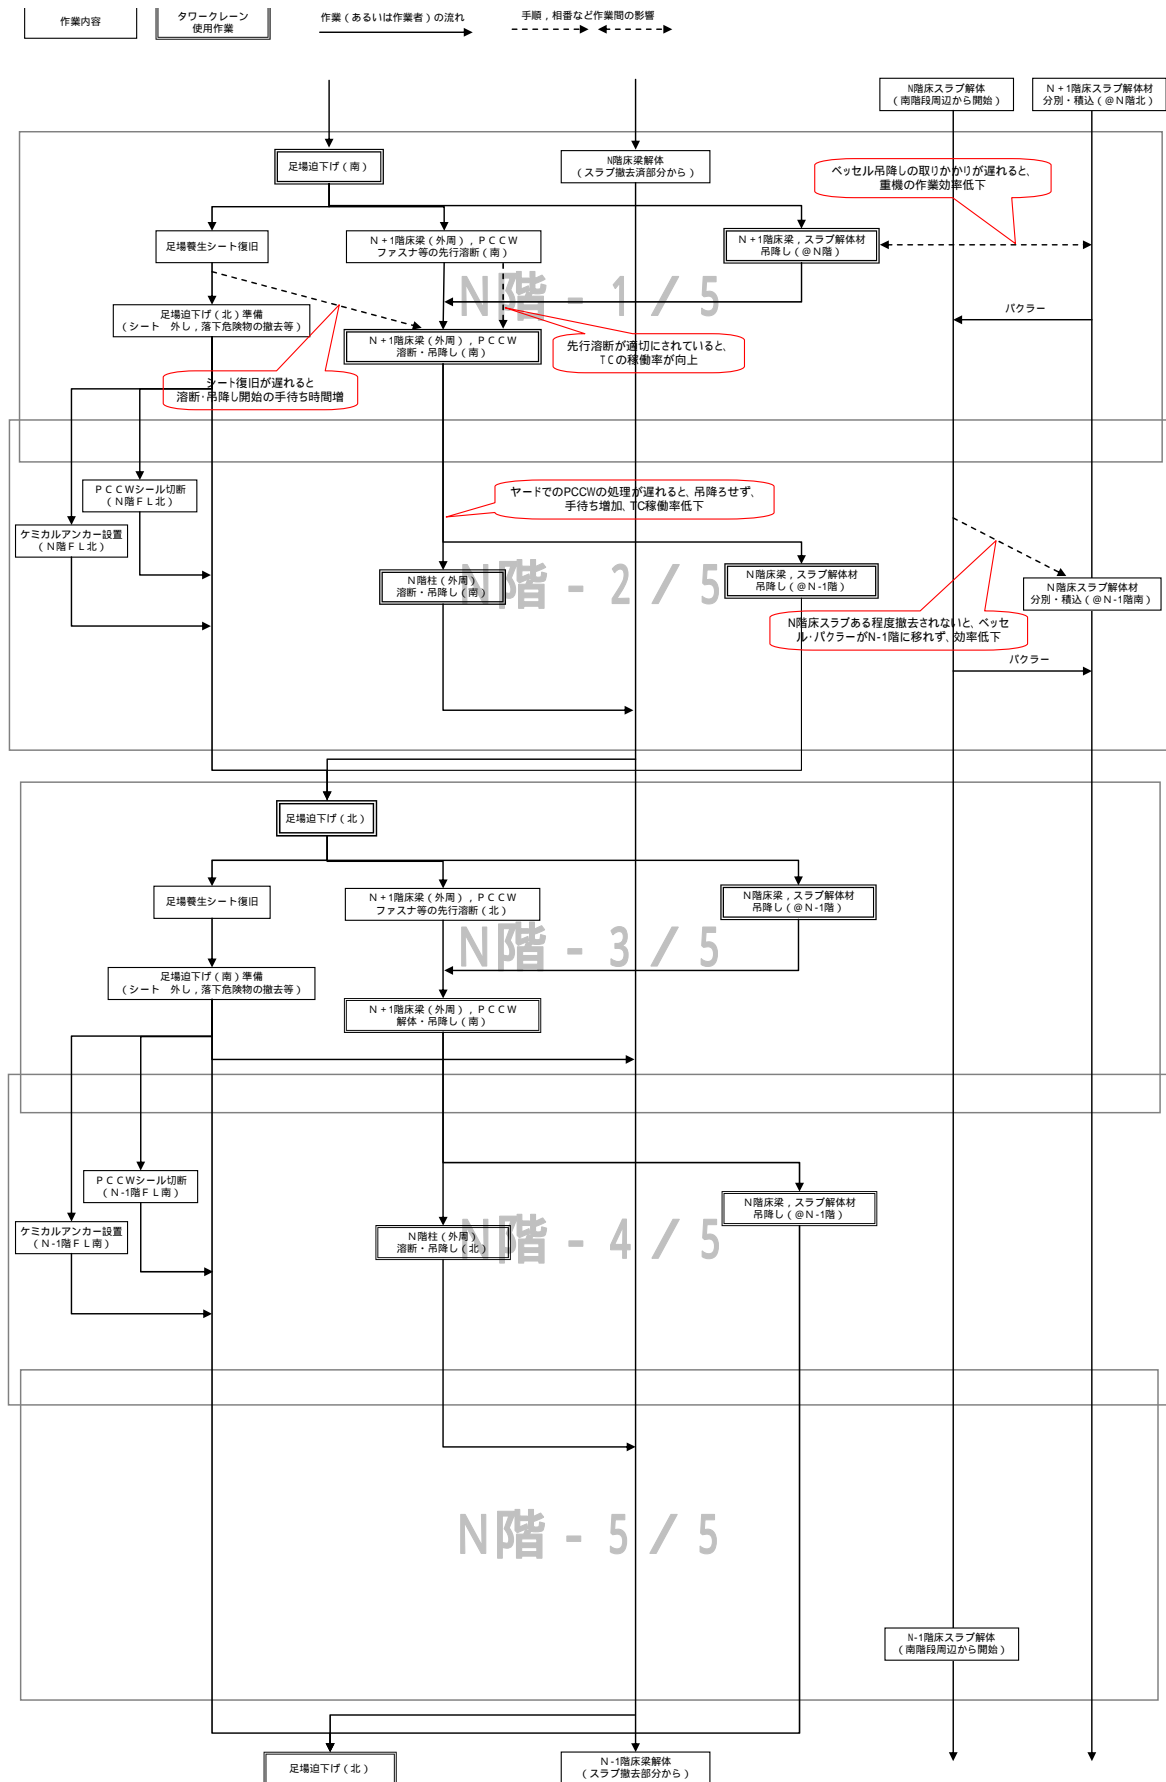 作業内容
タワークレーン
使用作業
作業(あるいは作業者)の流れ
手順,相番など作業間の影響
N階床スラブ解体
(南階段周辺から開始)
N+1階床スラブ解体材
分別・積込(@N階北)
足場迫下げ(南)
N階床梁解体
(スラブ撤去済部分から)
ベッセル吊降しの取りかかりが遅れると、
重機の作業効率低下
足場養生シート復旧
N+1階床梁(外周),PCCW
ファスナ等の先行溶断(南)
N+1階床梁,スラブ解体材
吊降し(@N階)
N階-1/5
足場迫下げ(北)準備
(シート 外し,落下危険物の撤去等)
バクラー
N+1階床梁(外周),PCCW
溶断・吊降し(南)
先行溶断が適切にされていると、
TCの稼働率が向上
シート復旧が遅れると
溶断・吊降し開始の手待ち時間増
PCCWシール切断
(N階FL北)
ヤードでのPCCWの処理が遅れると、吊降ろせず、
手待ち増加、TC稼働率低下
ケミカルアンカー設置
(N階FL北)
N階-2/5
N階柱(外周)
溶断・吊降し(南)
N階床梁,スラブ解体材
吊降し(@N-1階)
N階床スラブ解体材
分別・積込(@N-1階南)
N階床スラブある程度撤去されないと、ベッセ
ル・バクラーがN-1階に移れず、効率低下
バクラー
足場迫下げ(北)
足場養生シート復旧
N+1階床梁(外周),PCCW
ファスナ等の先行溶断(北)
N階床梁,スラブ解体材
吊降し(@N-1階)
N階-3/5
足場迫下げ(南)準備
(シート 外し,落下危険物の撤去等)
N+1階床梁(外周),PCCW
解体・吊降し(南)
PCCWシール切断
(N-1階FL南)
N階床梁,スラブ解体材
吊降し(@N-1階)
ケミカルアンカー設置
(N-1階FL南)
N階柱(外周)
溶断・吊降し(北)
N階-4/5
N階-5/5
N-1階床スラブ解体
(南階段周辺から開始)
足場迫下げ(北)
N-1階床梁解体
(スラブ撤去部分から)